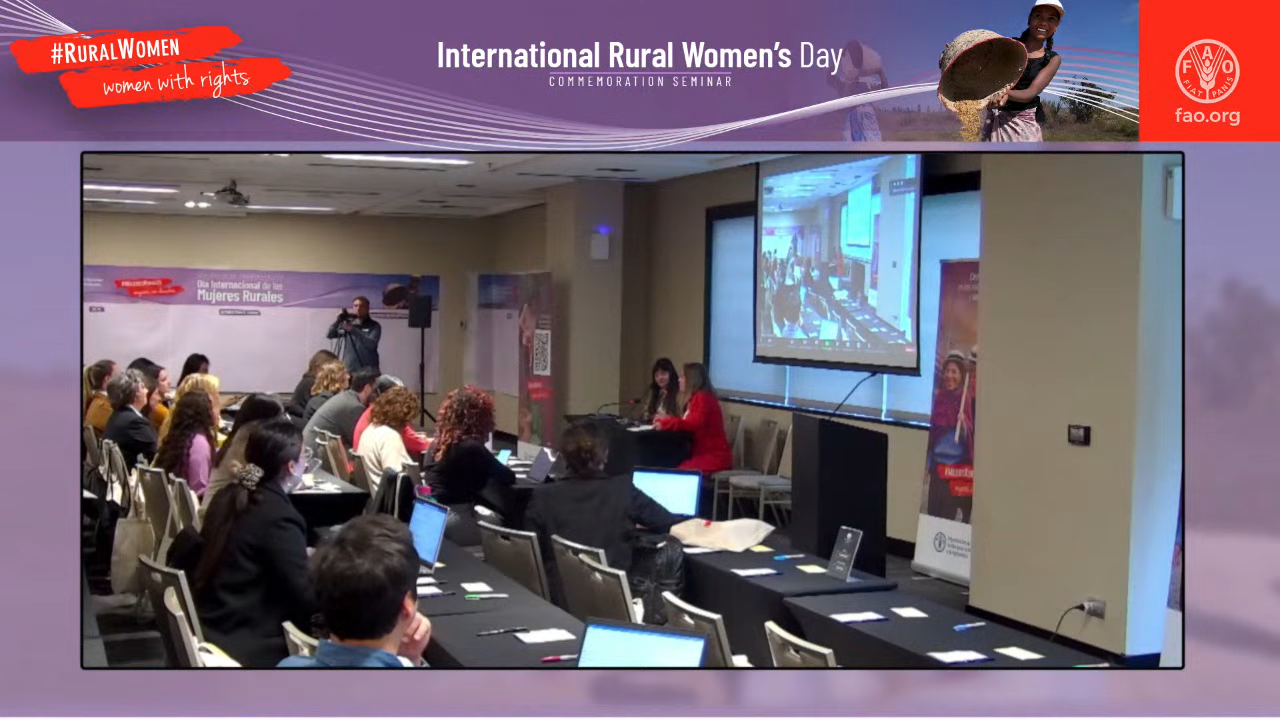 #RURALWOMEN
women with rights
International Rural Women's Day
COMMEMORATION SEMINAR
FAO
FIAT PANIS
fao.org
Día Internacional de las
Mujeres Rurales